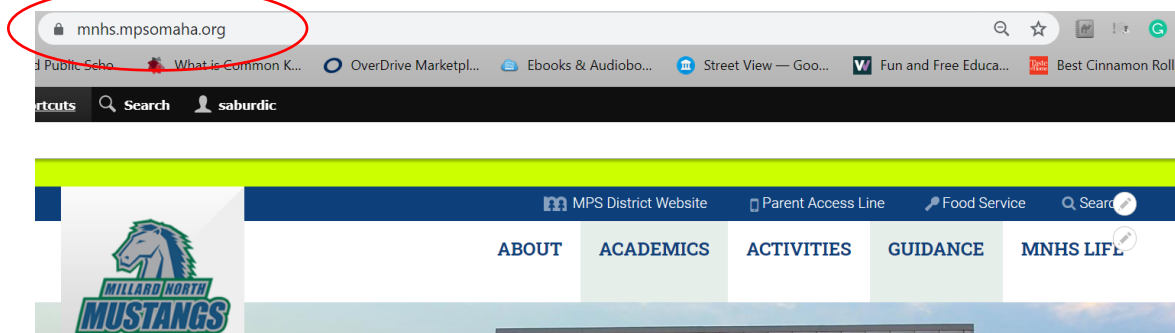 mnhs.mpsomaha.org
d Public Scho... What is Common K... OverDrive Marketpl... Ebooks & Audiobo... Street View — Goo... Fun and Free Educa... Best Cinnamon Roll
rtcuts Search saburdic
MPS District Website Parent Access Line Food Service Searc
ABOUT ACADEMICS ACTIVITIES GUIDANCE MNHS LIFE
MILLARD NORTH
MUSTANGS